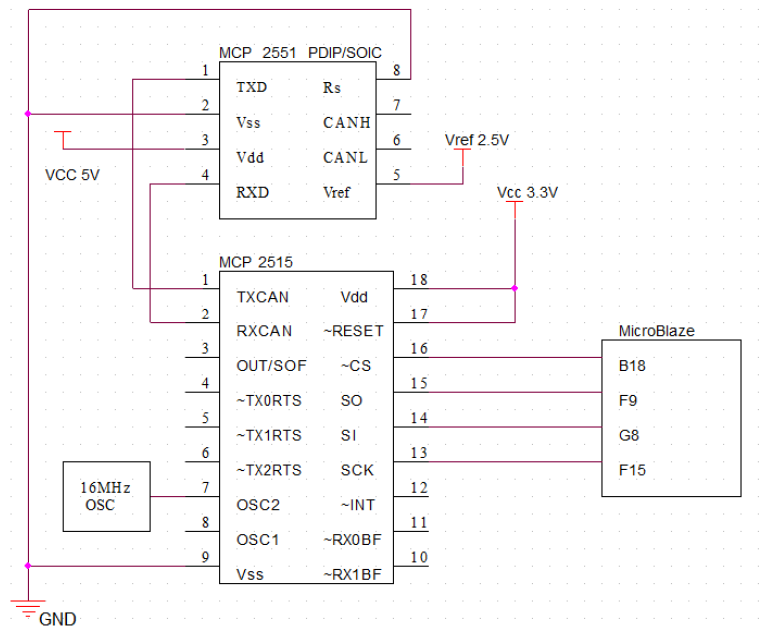 MCP 2551 PDIP/SOIC
1 TXD Rs 8
2 Vss CANH 7
3 Vdd CANL 6
4 RXD Vref 5
VCC 5V
Vref 2.5V
Vcc 3.3V
MCP 2515
1 TXCAN Vdd 18
2 RXCAN ~RESET 17
3 OUT/SOF ~CS 16
4 ~TX0RTS SO 15
5 ~TX1RTS SI 14
6 ~TX2RTS SCK 13
7 OSC2 ~INT 12
8 OSC1 ~RX0BF 11
9 Vss ~RX1BF 10
MicroBlaze
B18
F9
G8
F15
16MHz
OSC
GND